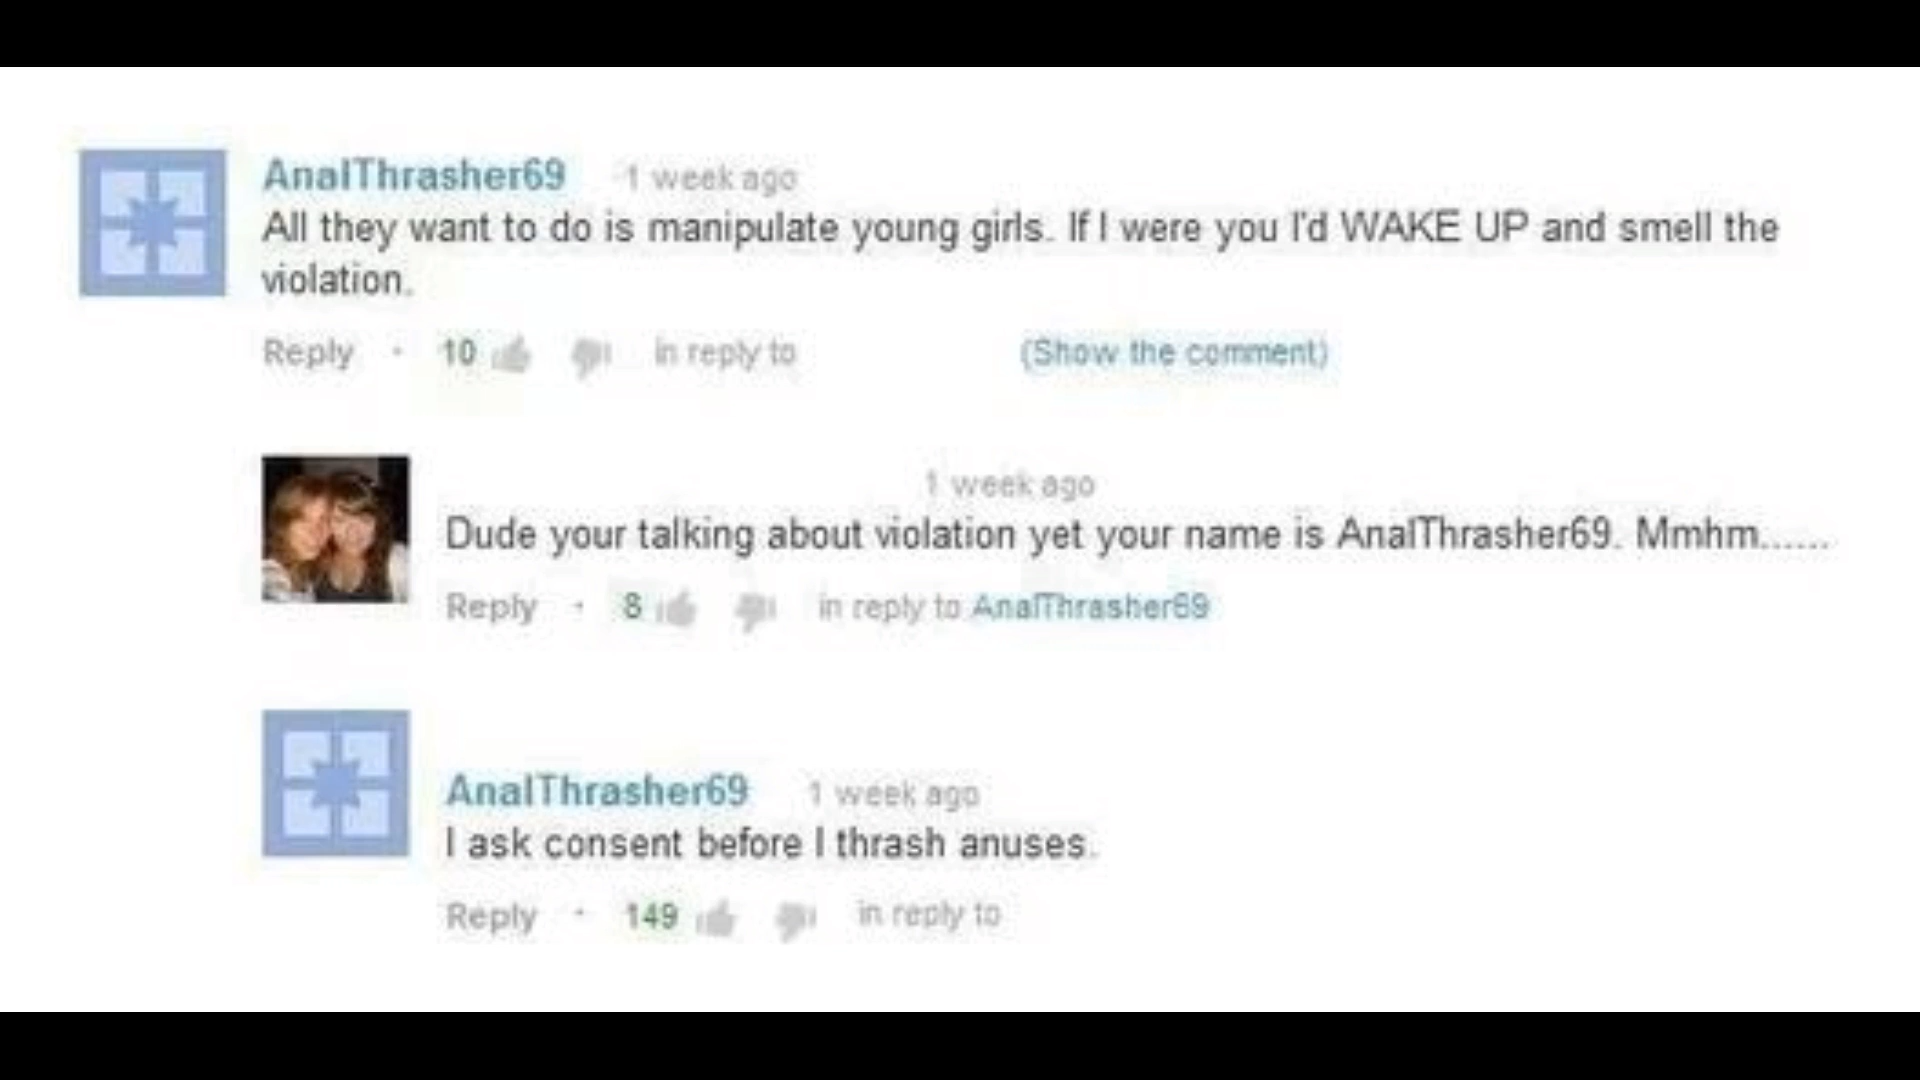 AnalThrasher69 1 week ago
All they want to do is manipulate young girls. If I were you I'd WAKE UP and smell the
violation.
Reply · 10 in reply to (Show the comment)
1 week ago
Dude your talking about violation yet your name is AnalThrasher69. Mmhm......
Reply · 8 in reply to AnalThrasher69
AnalThrasher69 1 week ago
I ask consent before I thrash anuses.
Reply · 149 in reply to